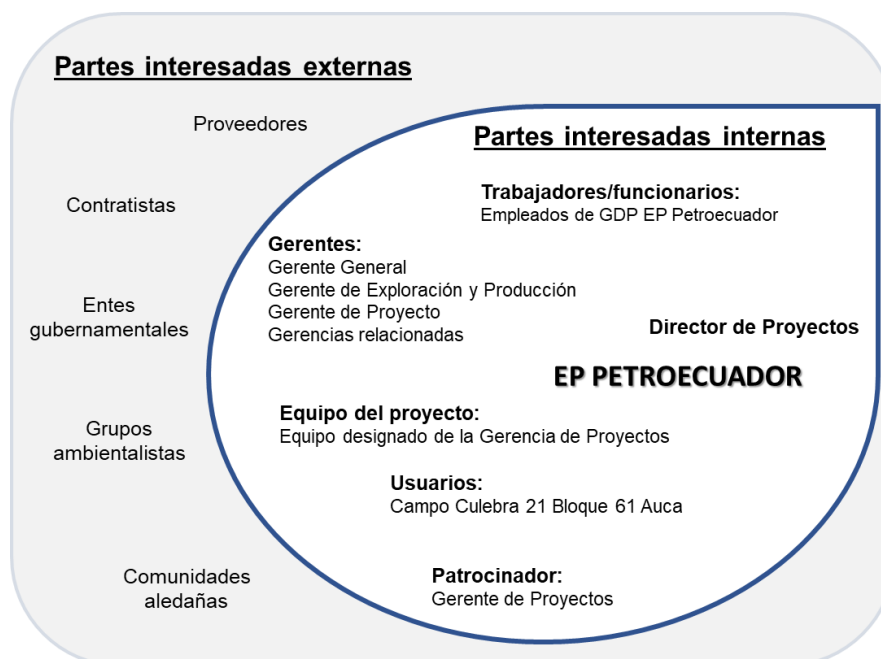 Partes interesadas externas
Proveedores
Contratistas
Entes
gubernamentales
Grupos
ambientalistas
Comunidades
aledañas
Partes interesadas internas
Trabajadores/funcionarios:
Empleados de GDP EP Petroecuador
Gerentes:
Gerente General
Gerente de Exploración y Producción
Gerente de Proyecto
Gerencias relacionadas
Director de Proyectos
EP PETROECUADOR
Equipo del proyecto:
Equipo designado de la Gerencia de Proyectos
Usuarios:
Campo Culebra 21 Bloque 61 Auca
Patrocinador:
Gerente de Proyectos